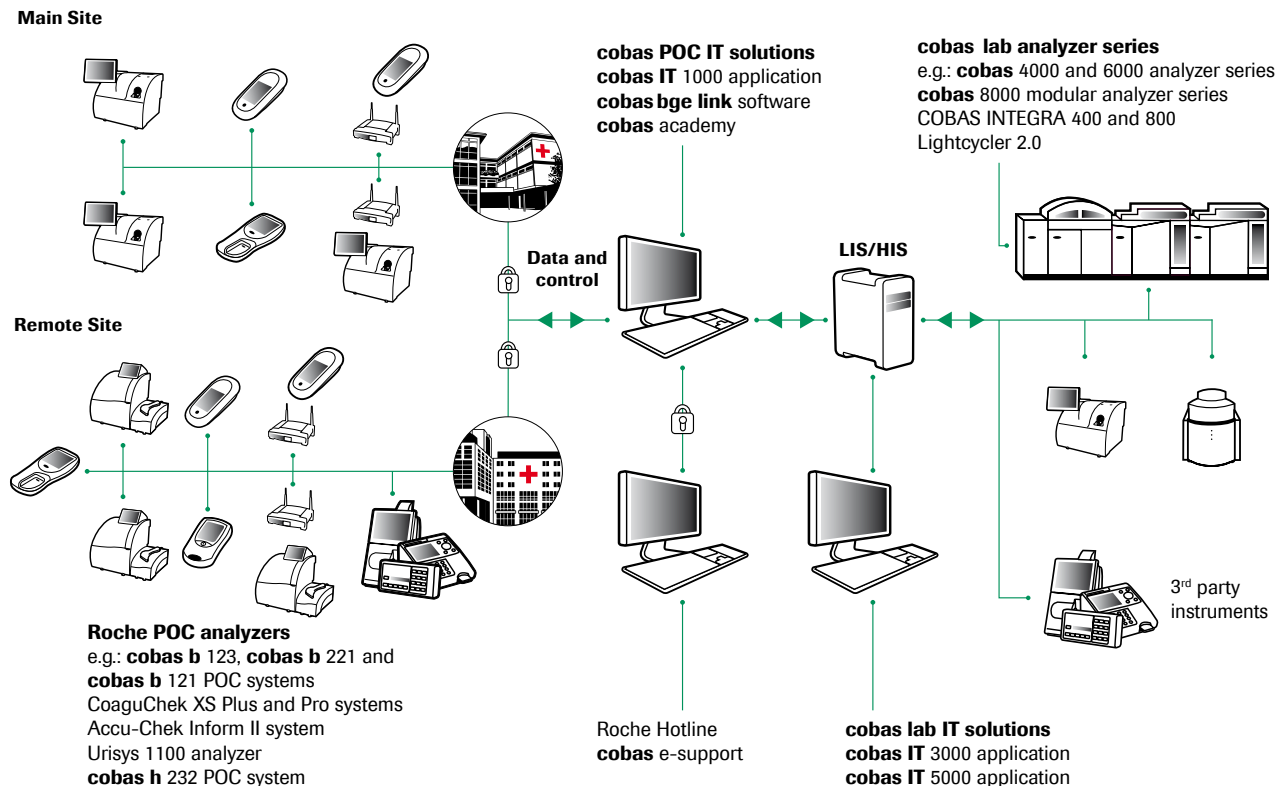 Main Site
cobas POC IT solutions
cobas IT 1000 application
cobas bge link software
cobas academy
cobas lab analyzer series
e.g.: cobas 4000 and 6000 analyzer series
cobas 8000 modular analyzer series
COBAS INTEGRA 400 and 800
Lightcycler 2.0
Data and
control
LIS/HIS
Remote Site
3rd party
instruments
Roche POC analyzers
e.g.: cobas b 123, cobas b 221 and
cobas b 121 POC systems
CoaguChek XS Plus and Pro systems
Accu-Chek Inform II system
Urisys 1100 analyzer
cobas h 232 POC system
Roche Hotline
cobas e-support
cobas lab IT solutions
cobas IT 3000 application
cobas IT 5000 application